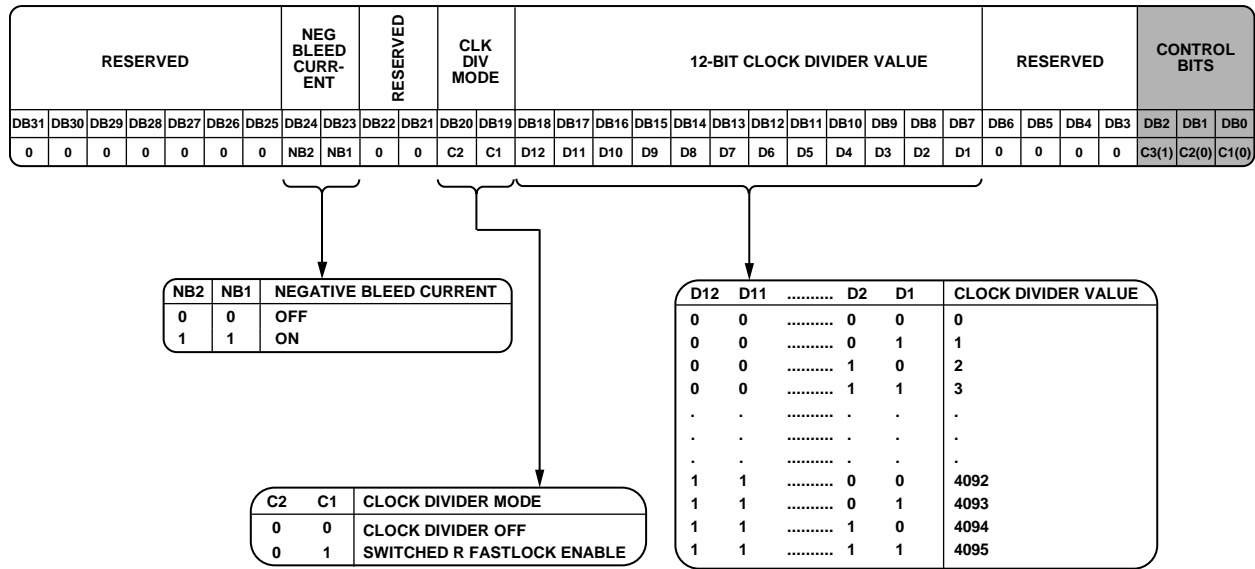 RESERVED
NEG
BLEED
CURR-
ENT
RESERVED
CLK
DIV
MODE
12-BIT CLOCK DIVIDER VALUE
RESERVED
CONTROL
BITS
DB31 DB30 DB29 DB28 DB27 DB26 DB25 DB24 DB23 DB22 DB21 DB20 DB19 DB18 DB17 DB16 DB15 DB14 DB13 DB12 DB11 DB10 DB9 DB8 DB7 DB6 DB5 DB4 DB3 DB2 DB1 DB0
0 0 0 0 0 0 0 NB2 NB1 0 0 C2 C1 D12 D11 D10 D9 D8 D7 D6 D5 D4 D3 D2 D1 0 0 0 0 C3(1) C2(0) C1(0)
NB2 NB1 NEGATIVE BLEED CURRENT
0 0 OFF
1 1 ON
C2 C1 CLOCK DIVIDER MODE
0 0 CLOCK DIVIDER OFF
0 1 SWITCHED R FASTLOCK ENABLE
D12 D11 .......... D2 D1 CLOCK DIVIDER VALUE
0 0 .......... 0 0 0
0 0 .......... 0 1 1
0 0 .......... 1 0 2
0 0 .......... 1 1 3
. . .......... . . .
. . .......... . . .
. . .......... . . .
1 1 .......... 0 0 4092
1 1 .......... 0 1 4093
1 1 .......... 1 0 4094
1 1 .......... 1 1 4095